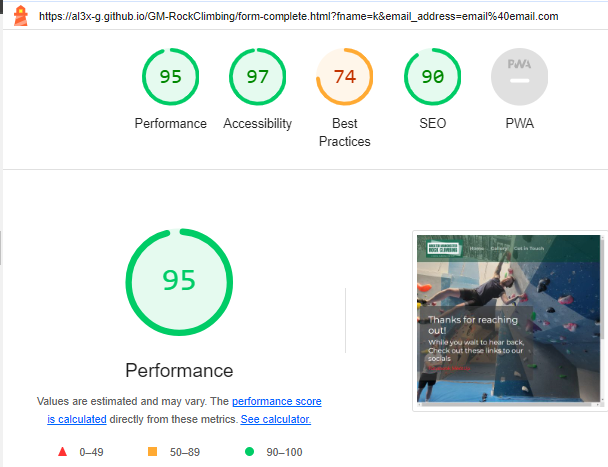 https://al3x-g.github.io/GM-RockClimbing/form-complete.html?fname=k&email_address=email%40email.com
95
97
74
90
PWA
Performance
Accessibility
Best
Practices
SEO
PWA
95
Performance
Values are estimated and may vary. The performance score
is calculated directly from these metrics. See calculator.
0–49
50–89
90–100
ROCK CLIMBING
Home
Gallery
Get in Touch
Thanks for reaching
out!
While you wait to hear back,
Check out these links to our
socials